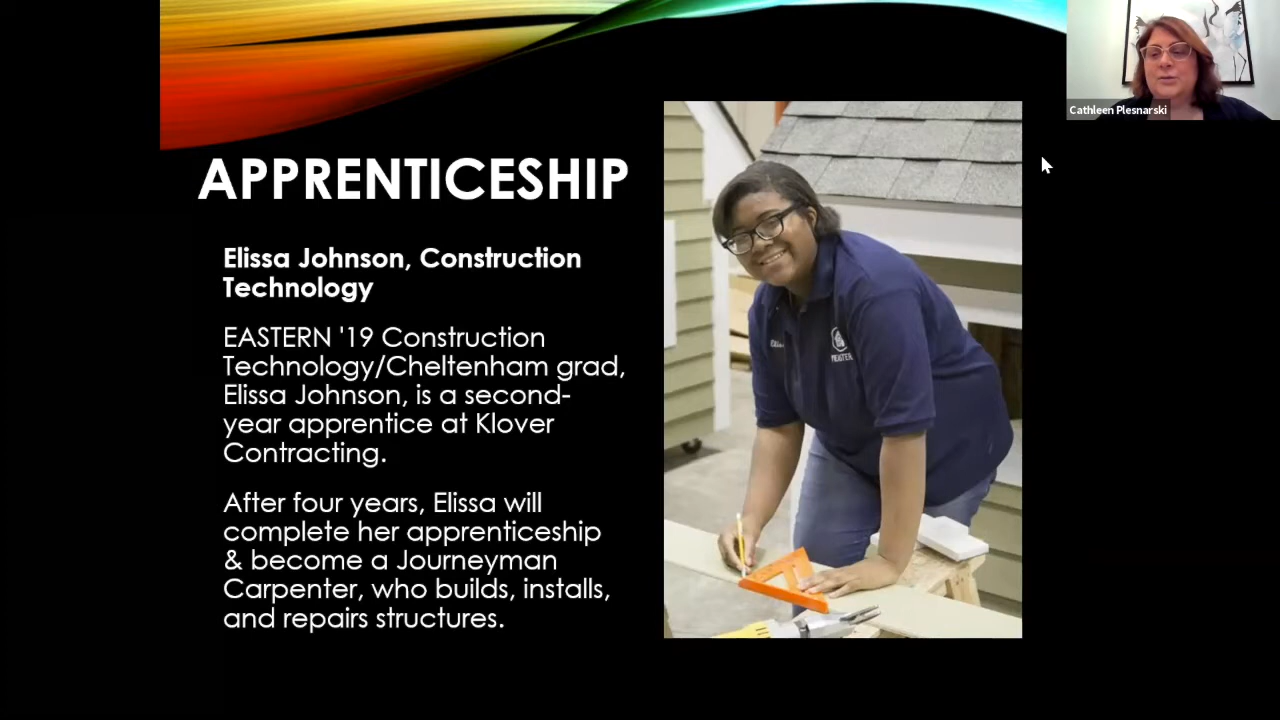 Cathleen Plesnarski
APPRENTICESHIP
Elissa Johnson, Construction
Technology
EASTERN '19 Construction
Technology/Cheltenham grad,
Elissa Johnson, is a second-
year apprentice at Klover
Contracting.
After four years, Elissa will
complete her apprenticeship
& become a Journeyman
Carpenter, who builds, installs,
and repairs structures.